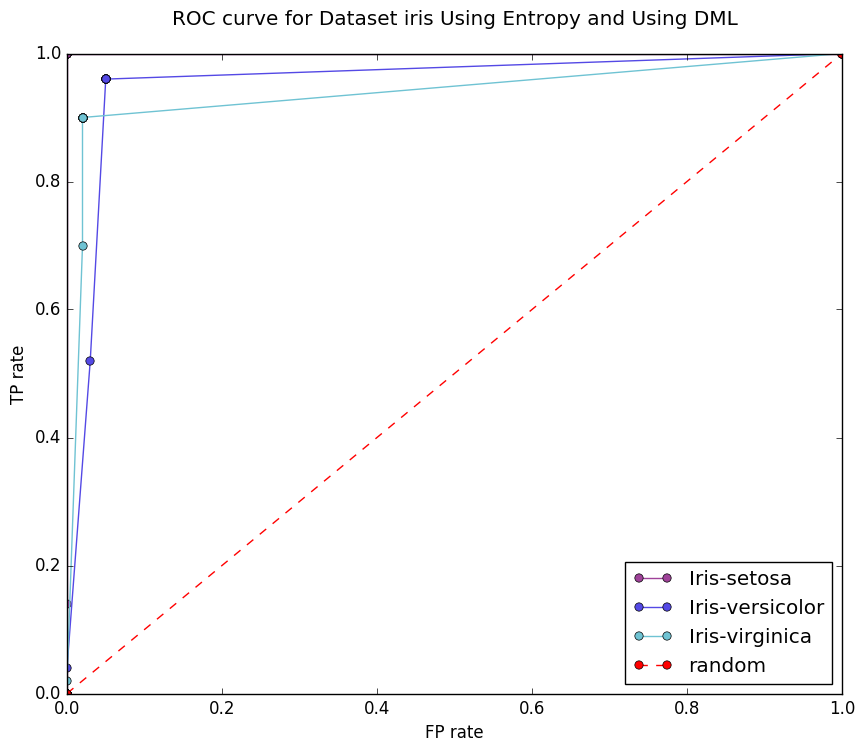 ROC curve for Dataset iris Using Entropy and Using DML
1.0
0.8
0.6
0.4
0.2
0.0
TP rate
0.0 0.2 0.4 0.6 0.8 1.0
FP rate
Iris-setosa
Iris-versicolor
Iris-virginica
random